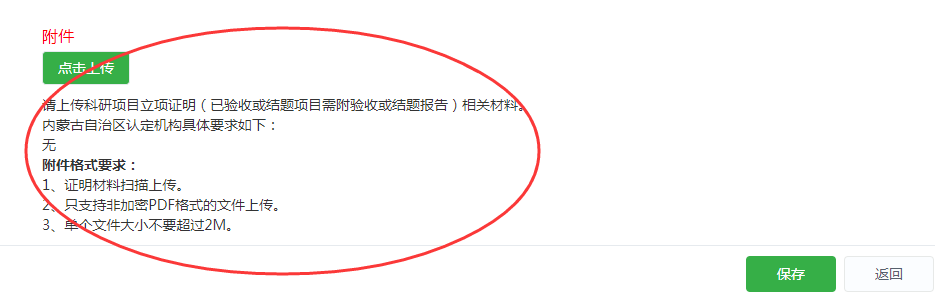 附件
点击上传
请上传科研项目立项证明（已验收或结题项目需附验收或结题报告）相关材料。
内蒙古自治区认定机构具体要求如下：
无
附件格式要求：
1、证明材料扫描上传。
2、只支持非加密PDF格式的文件上传。
3、单个文件大小不要超过2M。
保存
返回